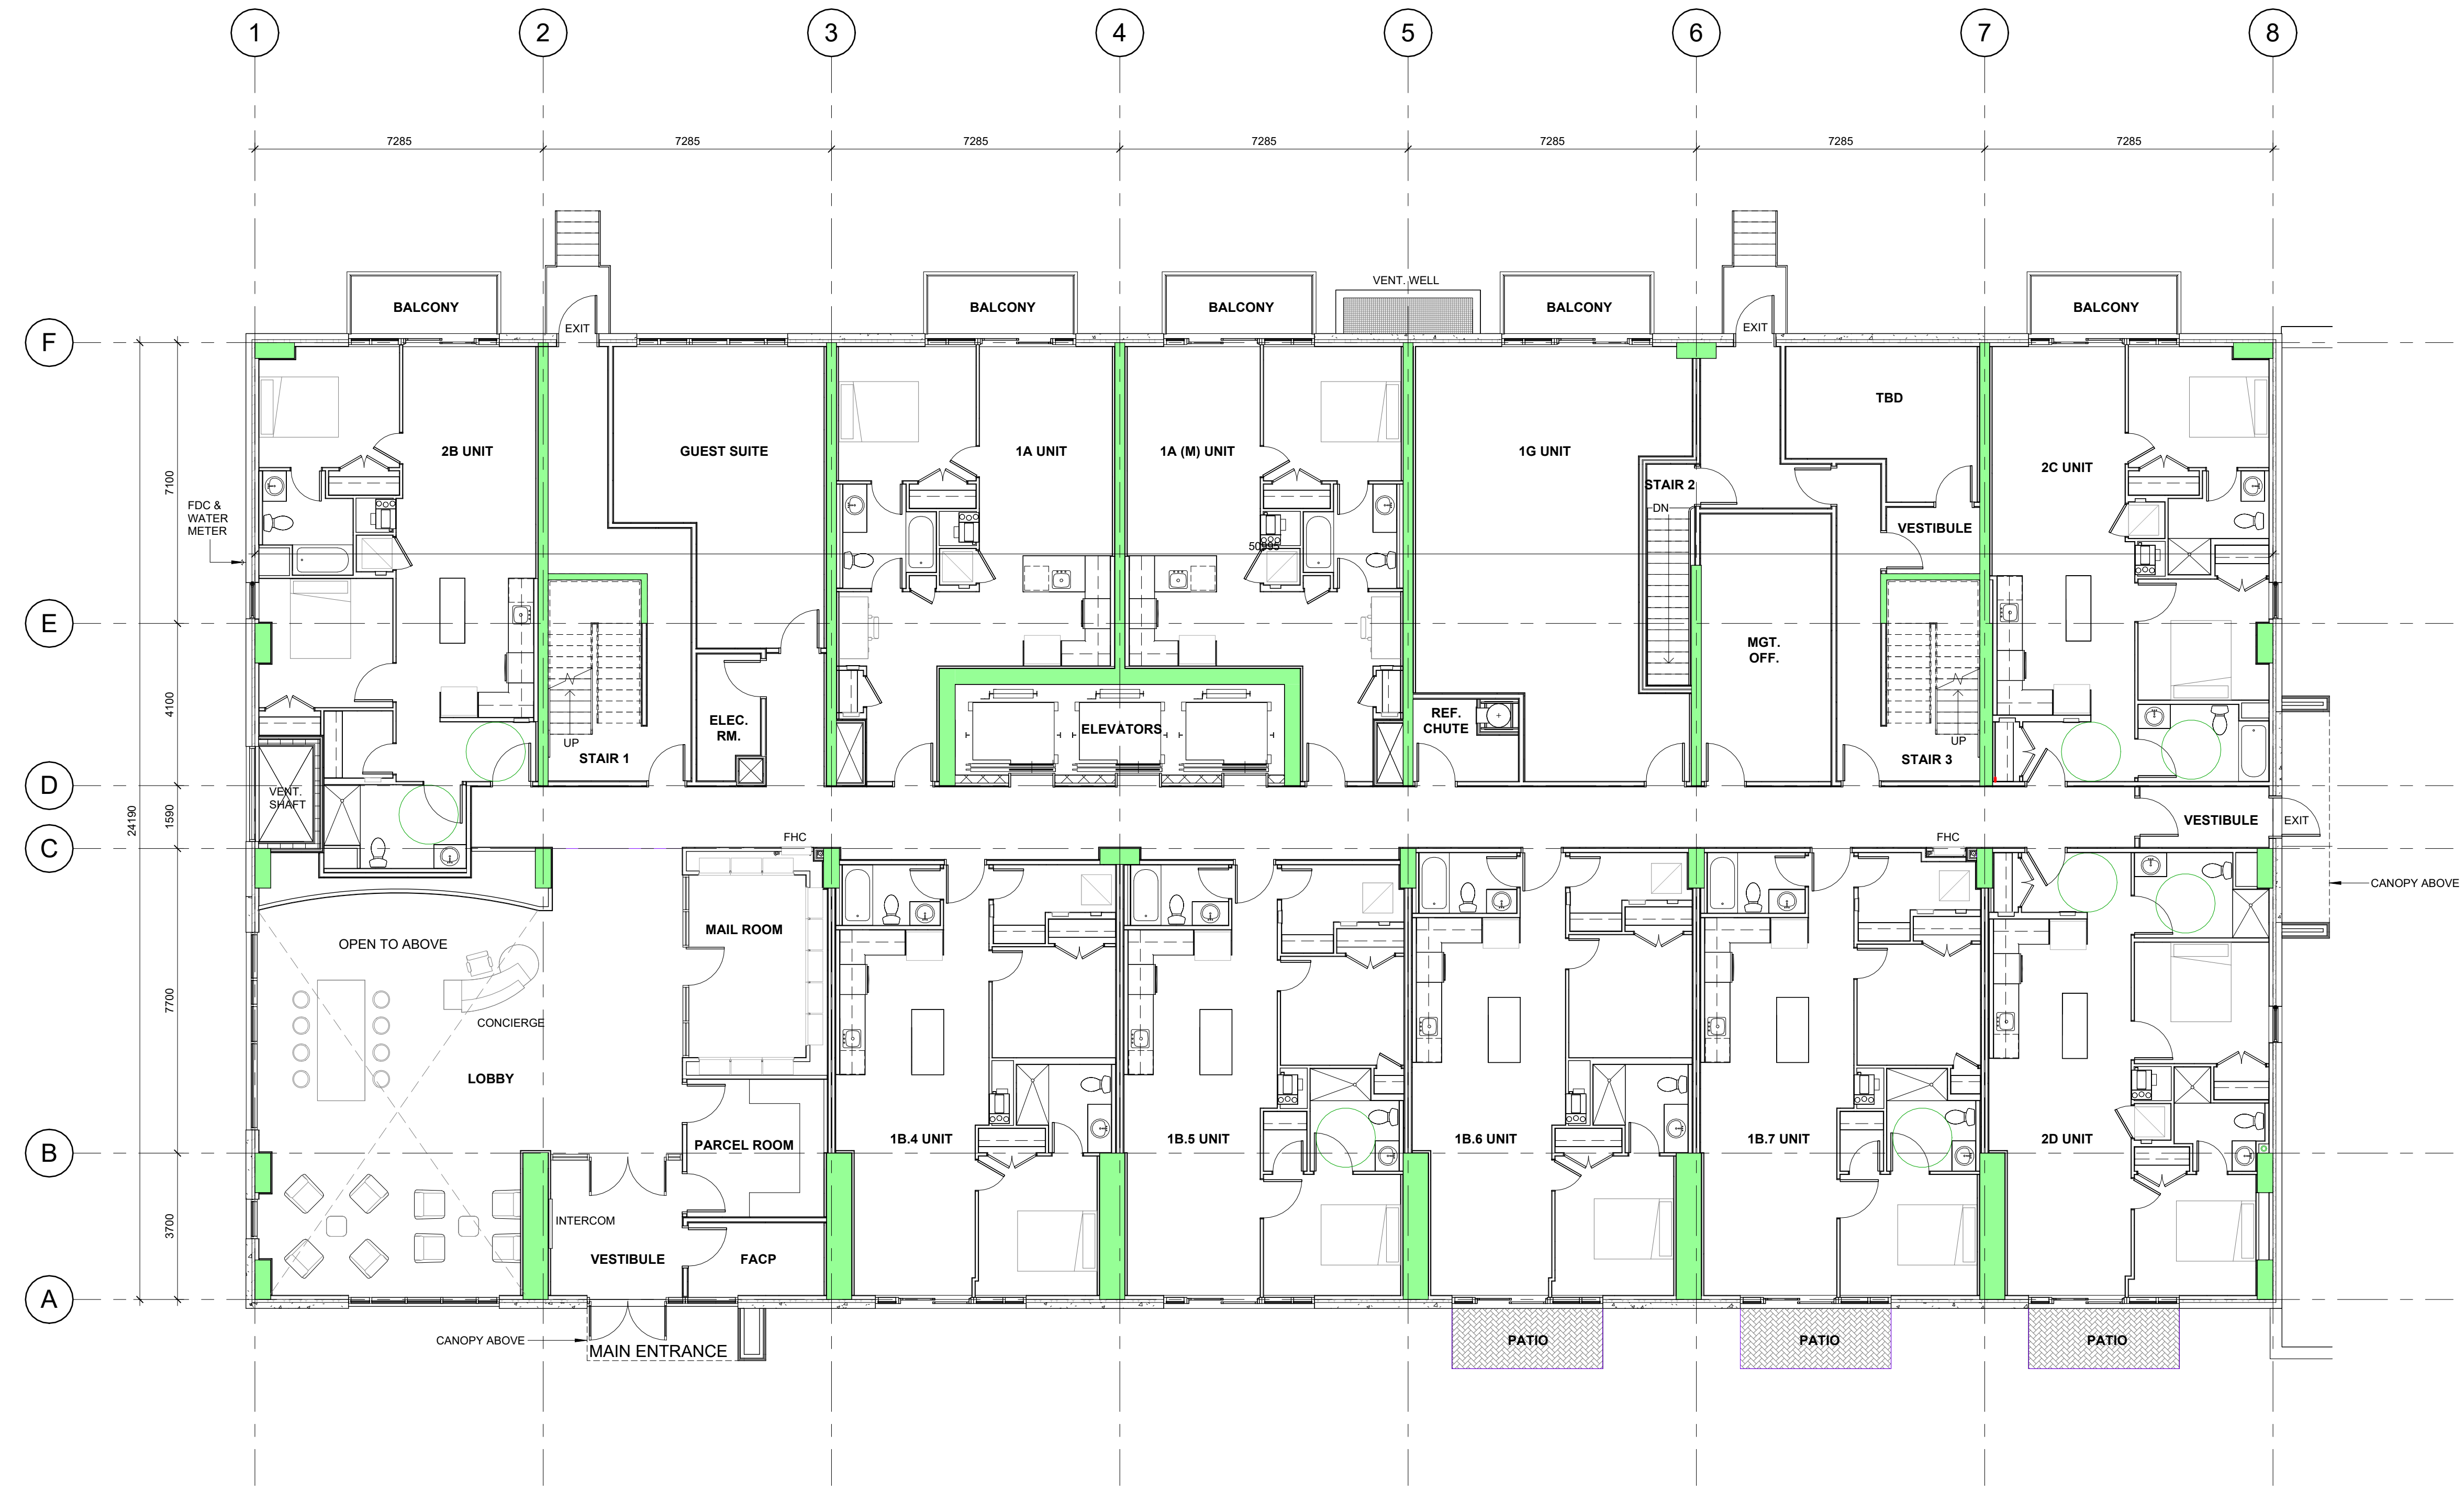 1 2 3 4 5 6 7 8
7285 7285 7285 7285 7285 7285 7285
VENT. WELL
BALCONY BALCONY BALCONY BALCONY BALCONY
EXIT EXIT
F
TBD
2B UNIT GUEST SUITE 1A UNIT 1A (M) UNIT 1G UNIT 2C UNIT
7100
STAIR 2
FDC &
WATER
METER
DN
VESTIBULE
50995
E
MGT.
OFF.
4100
REF.
CHUTE
ELEC.
RM.
ELEVATORS
UP UP
STAIR 1 STAIR 3
D
VENT.
SHAFT
24190
1590
VESTIBULE EXIT
FHC FHC
C
CANOPY ABOVE
MAIL ROOM
OPEN TO ABOVE
7700
CONCIERGE
LOBBY
PARCEL ROOM 1B.4 UNIT 1B.5 UNIT 1B.6 UNIT 1B.7 UNIT 2D UNIT
B
3700
INTERCOM
VESTIBULE FACP
A
CANOPY ABOVE
MAIN ENTRANCE
PATIO PATIO PATIO